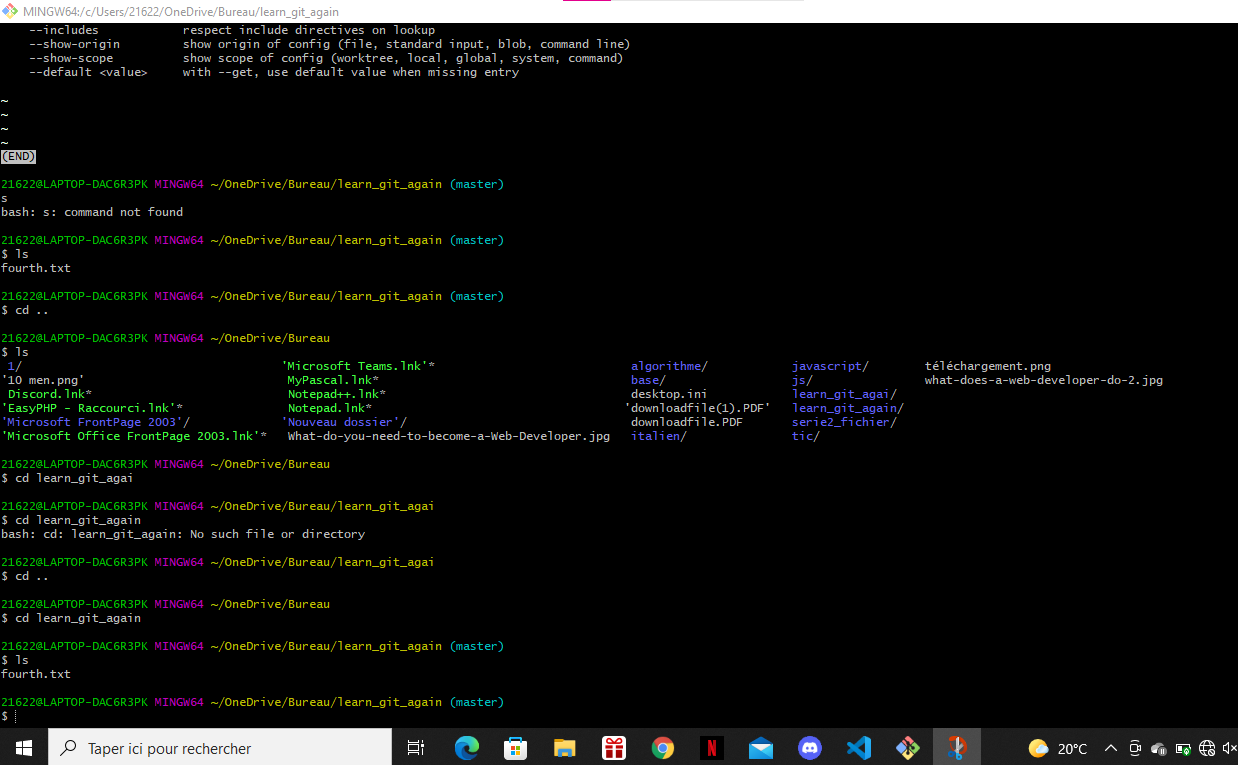 MINGW64:/c/Users/21622/OneDrive/Bureau/learn_git_again
--includes respect include directives on lookup
--show-origin show origin of config (file, standard input, blob, command line)
--show-scope show scope of config (worktree, local, global, system, command)
--default <value> with --get, use default value when missing entry
~
~
~
~
(END)
21622@LAPTOP-DAC6R3PK MINGW64 ~/OneDrive/Bureau/learn_git_again (master)
s
bash: s: command not found
21622@LAPTOP-DAC6R3PK MINGW64 ~/OneDrive/Bureau/learn_git_again (master)
$ ls
fourth.txt
21622@LAPTOP-DAC6R3PK MINGW64 ~/OneDrive/Bureau/learn_git_again (master)
$ cd ..
21622@LAPTOP-DAC6R3PK MINGW64 ~/OneDrive/Bureau
$ ls
1/ 'Microsoft Teams.lnk'* algorithme/ javascript/ téléchargement.png
'10 men.png' MyPascal.lnk* base/ js/ what-does-a-web-developer-do-2.jpg
Discord.lnk* Notepad++.lnk* desktop.ini learn_git_agai/
'EasyPHP - Raccourci.lnk'* Notepad.lnk* 'downloadfile(1).PDF' learn_git_again/
'Microsoft FrontPage 2003'/ 'Nouveau dossier'/ downloadfile.PDF serie2_fichier/
'Microsoft Office FrontPage 2003.lnk'* What-do-you-need-to-become-a-Web-Developer.jpg italien/ tic/
21622@LAPTOP-DAC6R3PK MINGW64 ~/OneDrive/Bureau
$ cd learn_git_agai
21622@LAPTOP-DAC6R3PK MINGW64 ~/OneDrive/Bureau/learn_git_agai
$ cd learn_git_again
bash: cd: learn_git_again: No such file or directory
21622@LAPTOP-DAC6R3PK MINGW64 ~/OneDrive/Bureau/learn_git_agai
$ cd ..
21622@LAPTOP-DAC6R3PK MINGW64 ~/OneDrive/Bureau
$ cd learn_git_again
21622@LAPTOP-DAC6R3PK MINGW64 ~/OneDrive/Bureau/learn_git_again (master)
$ ls
fourth.txt
21622@LAPTOP-DAC6R3PK MINGW64 ~/OneDrive/Bureau/learn_git_again (master)
$
Taper ici pour rechercher
N
20°C